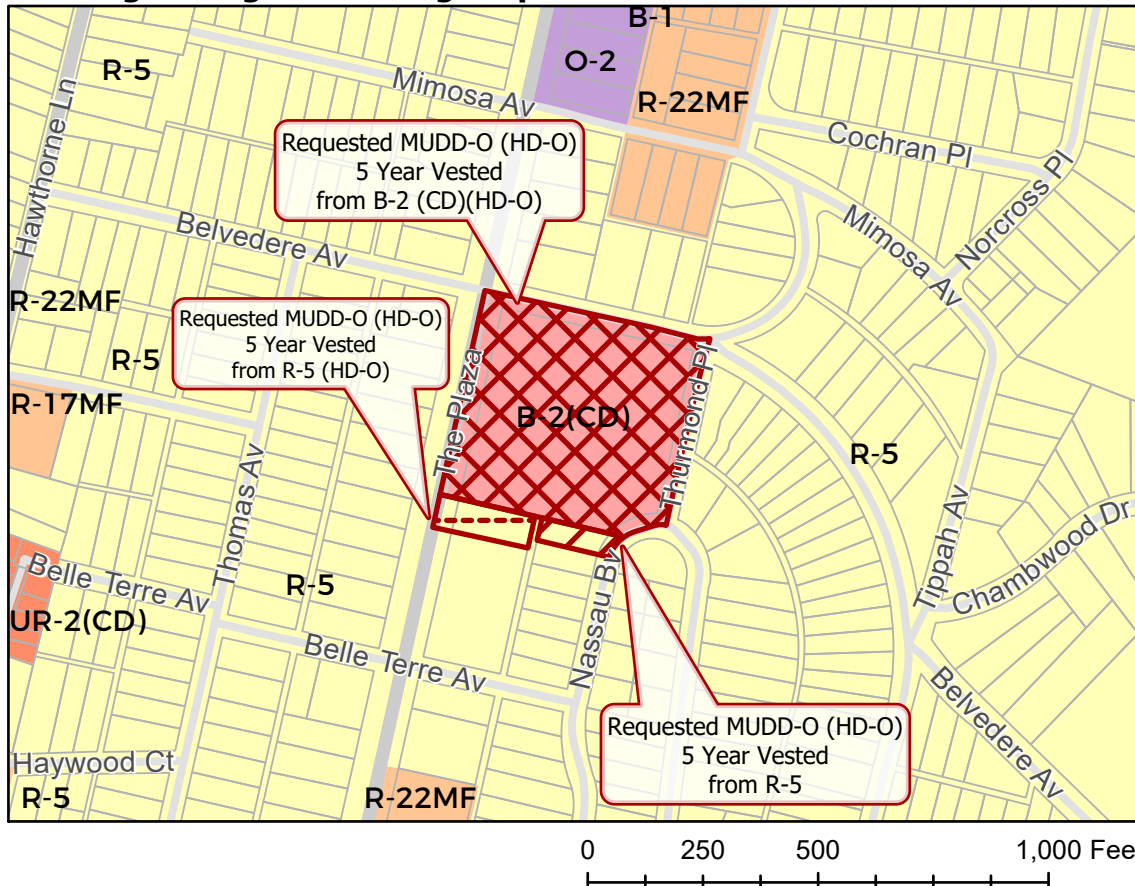 B-1
R-5
O-2
Hawthorne Ln
Mimosa Av
R-22MF
Cochran Pl
Requested MUDD-O (HD-O)
5 Year Vested
from B-2 (CD)(HD-O)
Norcross Pl
Mimosa Av
Belvedere Av
R-22MF
Requested MUDD-O (HD-O)
5 Year Vested
from R-5 (HD-O)
R-5
The Plaza
Thurmond Pl
R-17MF
B-2(CD)
R-5
Thomas Av
Tippah Av
Chambwood Dr
Belle Terre Av
R-5
UR-2(CD)
Nassau Bv
Belle Terre Av
Belvedere Av
Requested MUDD-O (HD-O)
5 Year Vested
from R-5
Haywood Ct
R-5
R-22MF
0 250 500 1,000 Fee